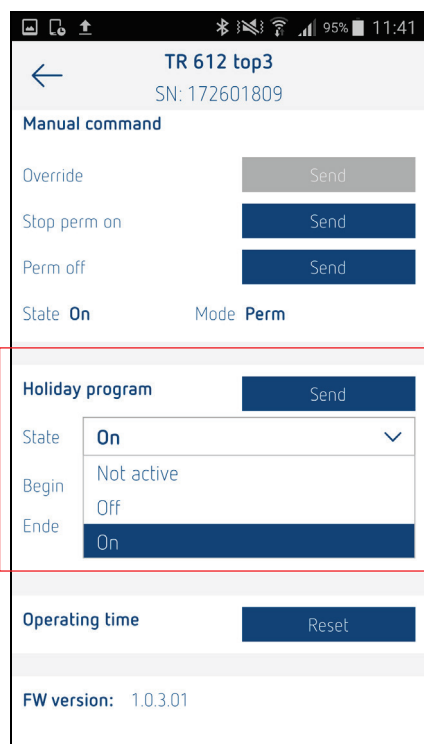 95% 11:41
TR 612 top3
SN: 172601809
Manual command
Override Send
Stop perm on Send
Perm off Send
State On Mode Perm
Holiday program Send
State On
Begin Not active
Off
Ende
On
Operating time Reset
FW version: 1.0.3.01